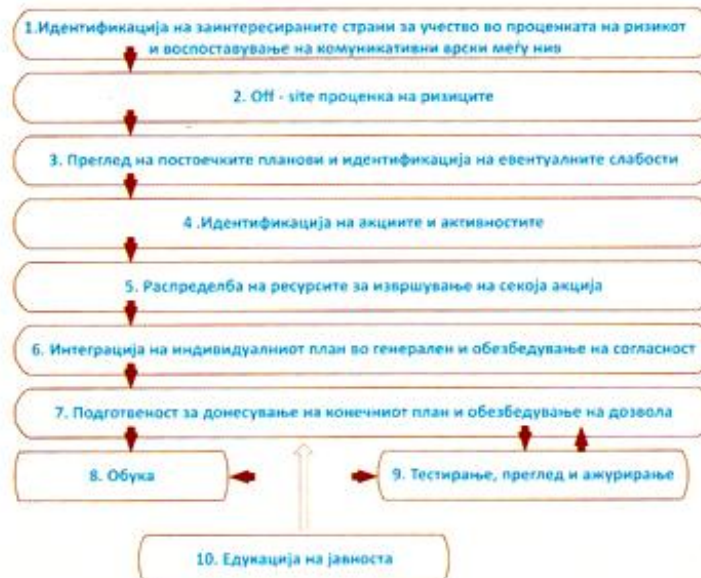 1.Идентификација на заинтересираните страни за учество во проценката на ризикот
и воспоставување на комуникативни врски меѓу нив
2. Off - site проценка на ризиците
3. Преглед на постоечките планови и идентификација на евентуалните слабости
4 .Идентификација на акциите и активностите
5. Распределба на ресурсите за извршување на секоја акција
6. Интеграција на индивидуалниот план во генерален и обезбедување на согласност
7. Подготвеност за донесување на конечниот план и обезбедување на дозвола
8. Обука
9. Тестирање, преглед и ажурирање
10. Едукација на јавноста